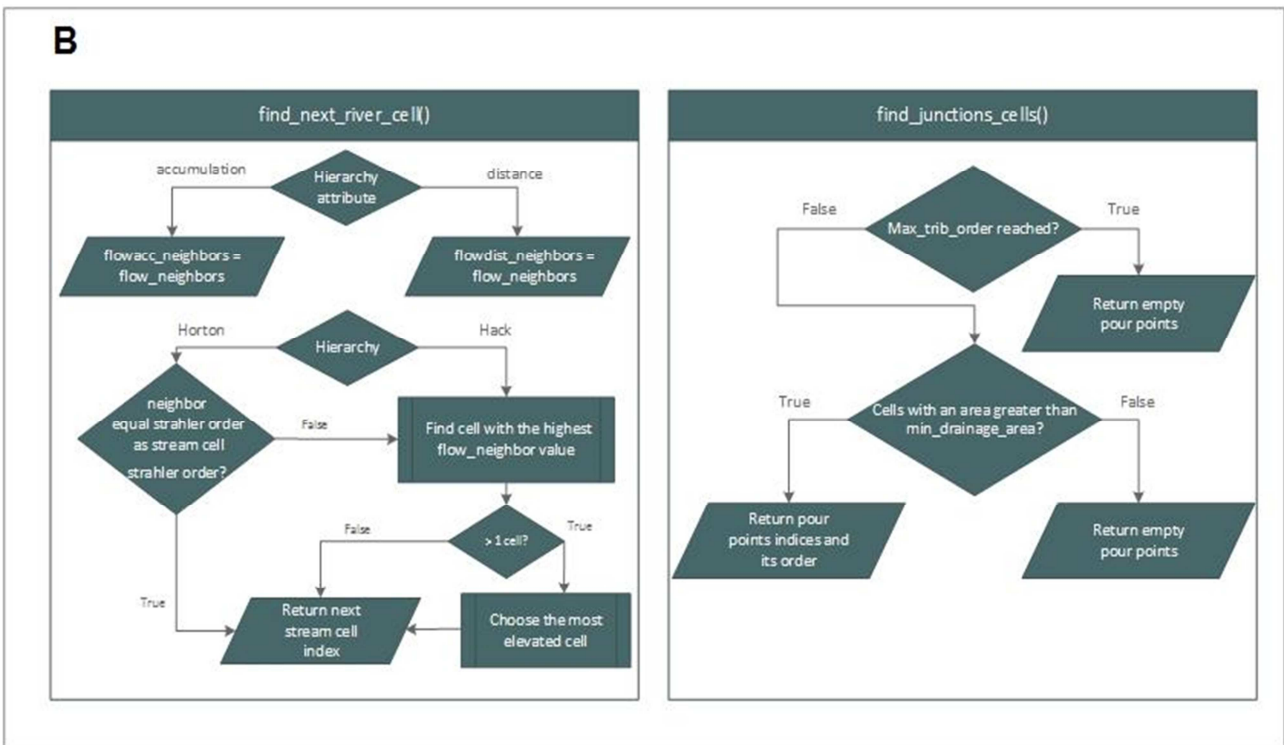 B
find_next_river_cell()
accumulation
Hierarchy
attribute
distance
flowacc_neighbors =
flow_neighbors
flowdist_neighbors =
flow_neighbors
Horton
Hierarchy
Hack
neighbor
equal strahler order
as stream cell
strahler order?
False
Find cell with the highest
flow_neighbor value
False
> 1 cell?
True
True
Return next
stream cell
index
Choose the most
elevated cell
find_junctions_cells()
False
Max_trib_order reached?
True
Return empty
pour points
True
Cells with an area greater than
min_drainage_area?
False
Return pour
points indices and
its order
Return empty
pour points